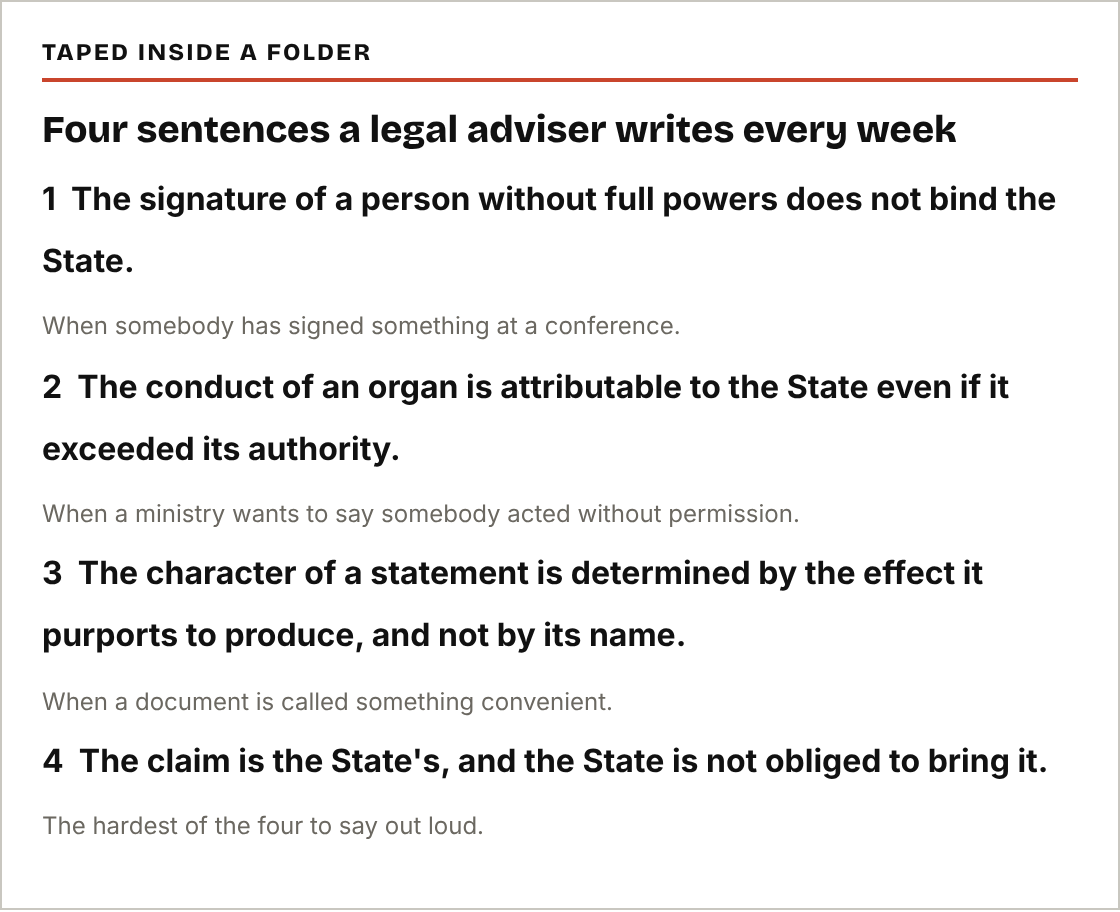 TAPED INSIDE A FOLDER
Four sentences a legal adviser writes every week
1 The signature of a person without full powers does not bind the
State.
When somebody has signed something at a conference.
2 The conduct of an organ is attributable to the State even if it
exceeded its authority.
When a ministry wants to say somebody acted without permission.
3 The character of a statement is determined by the effect it
purports to produce, and not by its name.
When a document is called something convenient.
4 The claim is the State's, and the State is not obliged to bring it.
The hardest of the four to say out loud.